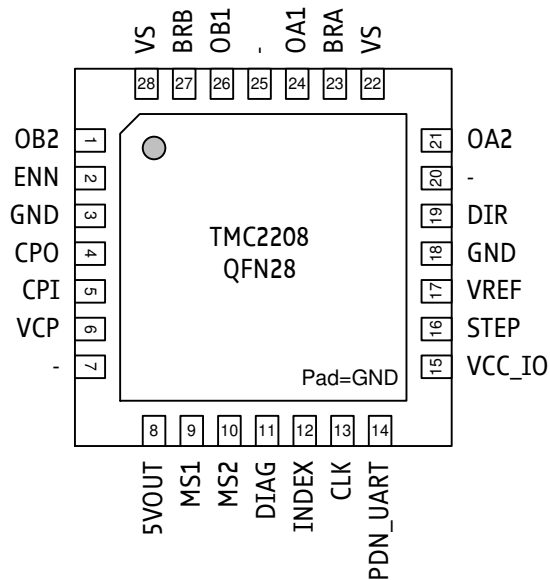 VS BRB OB1 - OA1 BRA VS
28 27 26 25 24 23 22
OB2 1
ENN 2
GND 3
CPO 4
CPI 5
VCP 6
- 7
TMC2208
QFN28
Pad=GND
21 OA2
20 -
19 DIR
18 GND
17 VREF
16 STEP
15 VCC_IO
8 9 10 11 12 13 14
5VOUT MS1 MS2 DIAG INDEX CLK PDN_UART